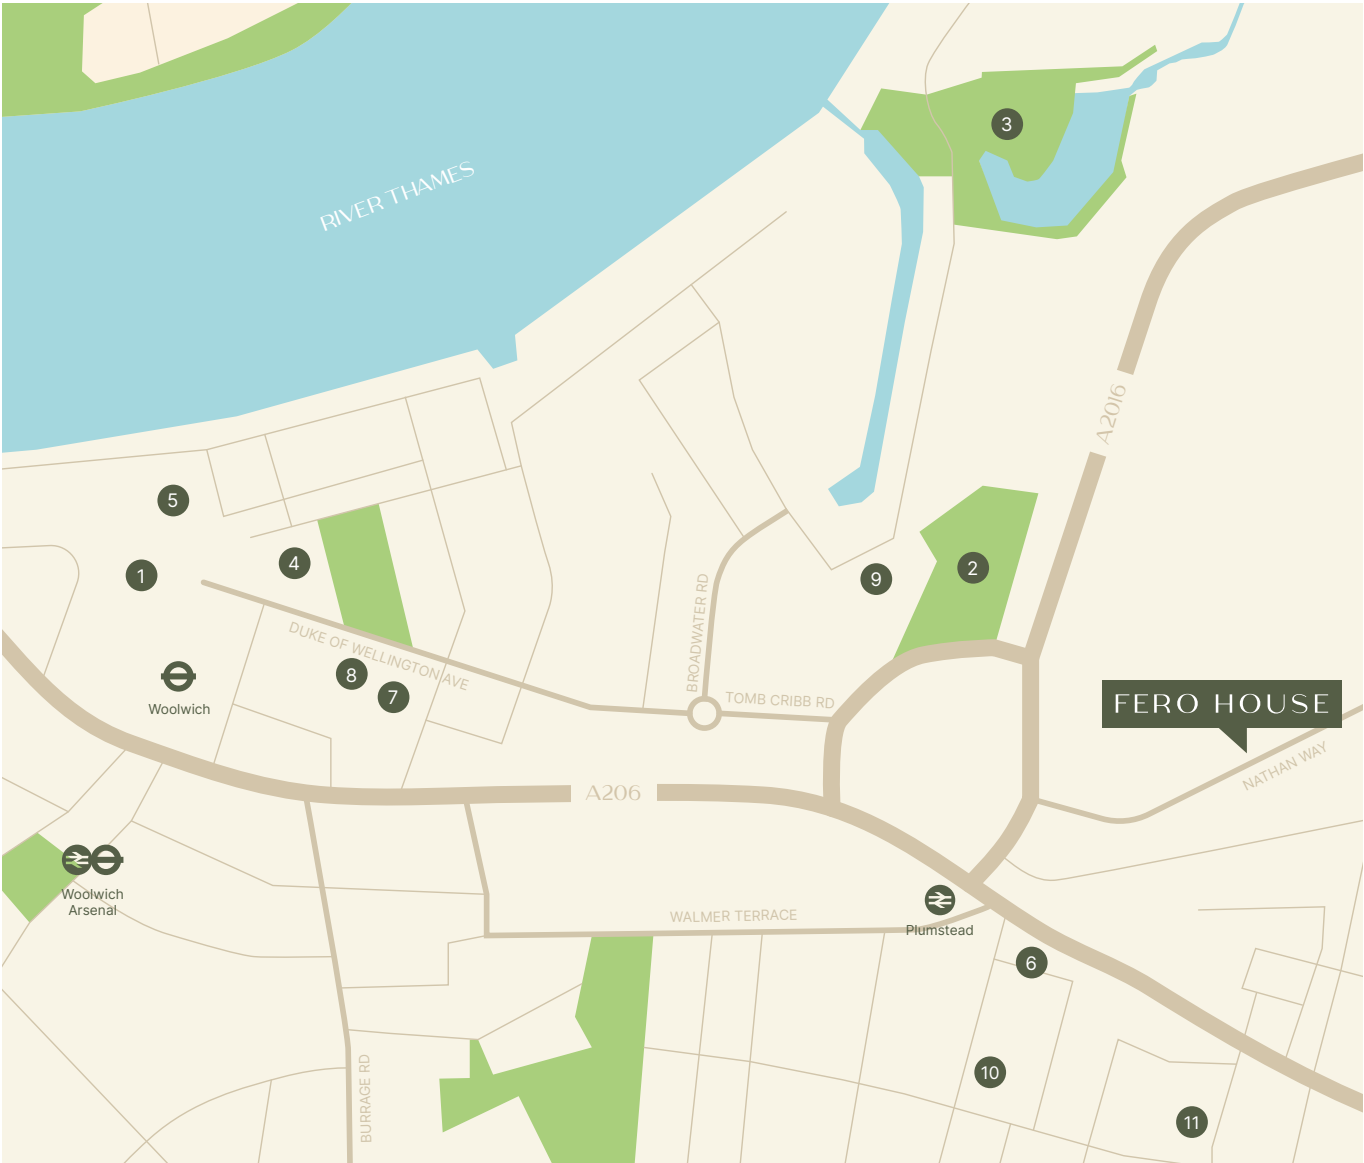 3
RIVER THAMES
A2016
5
4
1
2
9
BROADWATER RD
DUKE OF WELLINGTON AVE
8
7
Woolwich
TOMB CRIBB RD
FERO HOUSE
NATHAN WAY
A206
Woolwich
Arsenal
WALMER TERRACE
Plumstead
6
10
BURRAGE RD
11